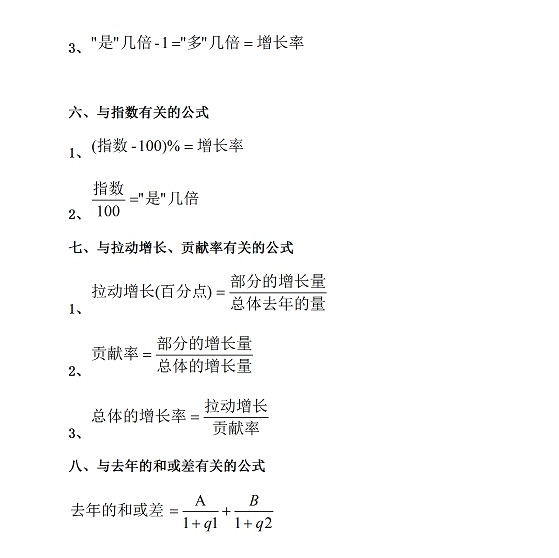 3、"是"几倍-1="多"几倍=增长率
六、与指数有关的公式
1、(指数-100)%=增长率
2、指数/100="是"几倍
七、与拉动增长、贡献率有关的公式
1、拉动增长(百分点)=部分的增长量/总体去年的量
2、贡献率=部分的增长量/总体的增长量
3、总体的增长率=拉动增长/贡献率
八、与去年的和或差有关的公式
去年的和或差=A/1+q1+B/1+q2